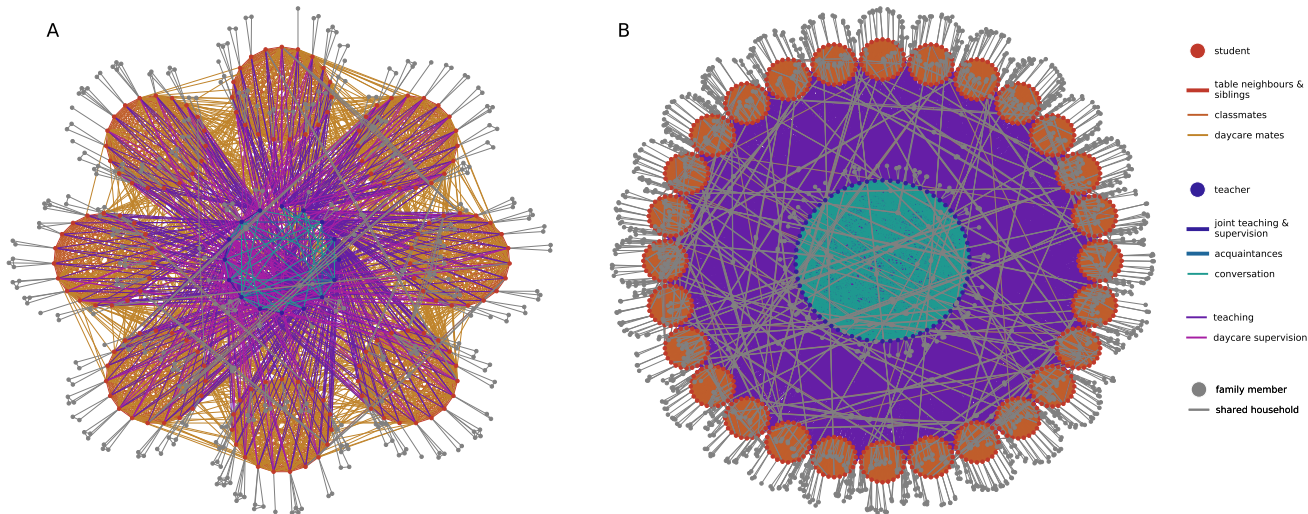 A
B
student
table neighbours &
siblings
classmates
daycare mates
teacher
joint teaching &
supervision
acquaintances
conversation
teaching
daycare supervision
family member
shared household